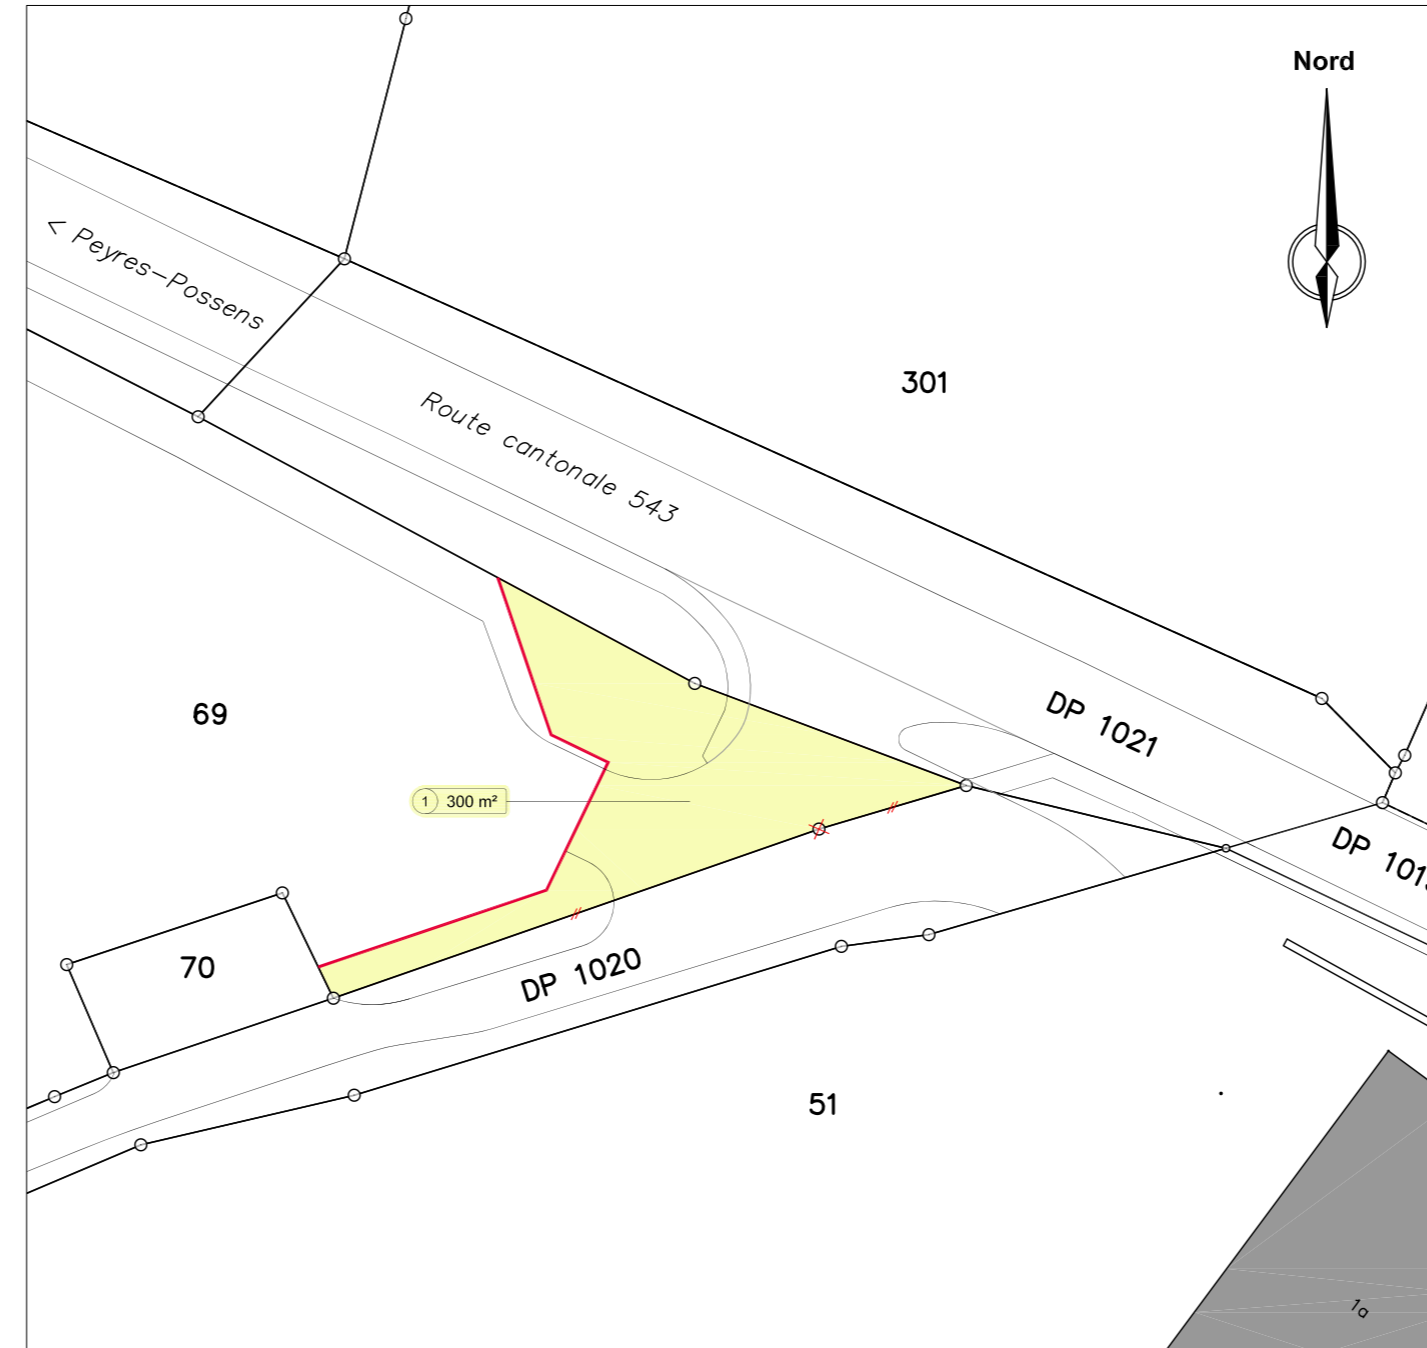 Nord
< Peyres-Possens
301
Route cantonale 543
69
DP 1021
1 300 m²
DP 101
70
DP 1020
51
1a